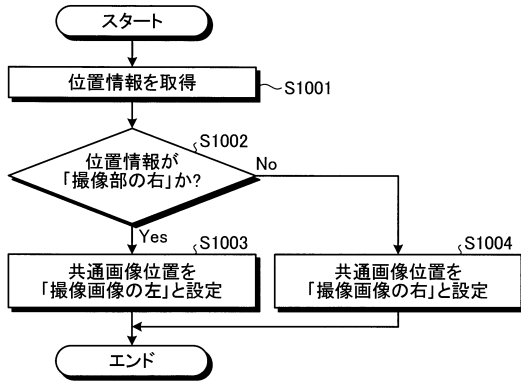 スタート
位置情報を取得
S1001
S1002
位置情報が
「撮像部の右」か?
No
Yes
S1003
共通画像位置を
「撮像画像の左」と設定
S1004
共通画像位置を
「撮像画像の右」と設定
エンド